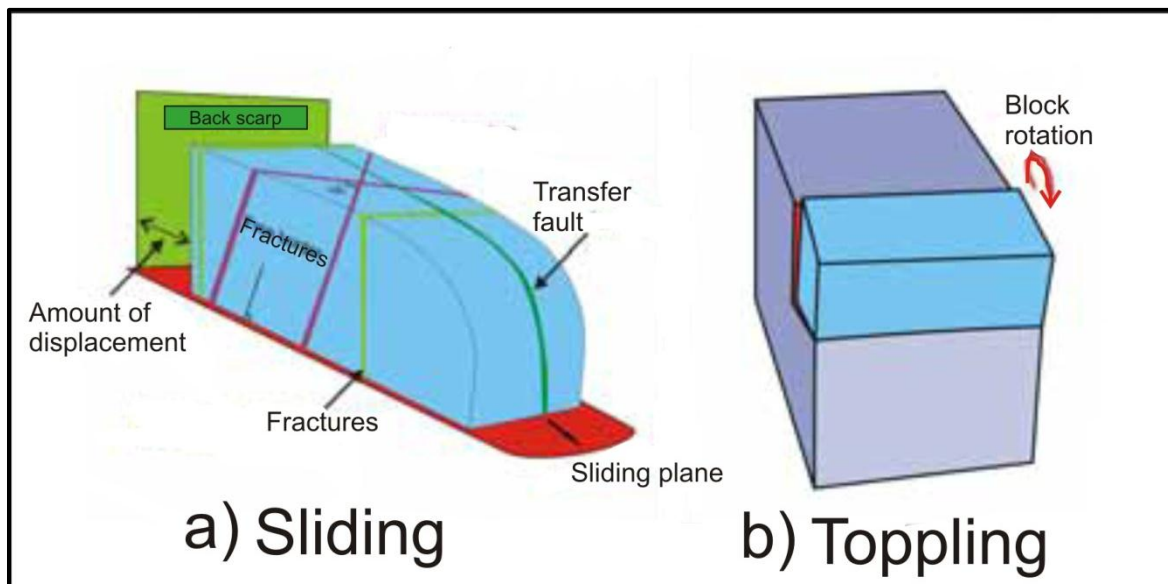 Back scarp
Fractures
Transfer
fault
Amount of
displacement
Fractures
Sliding plane
a) Sliding
Block
rotation
b) Toppling